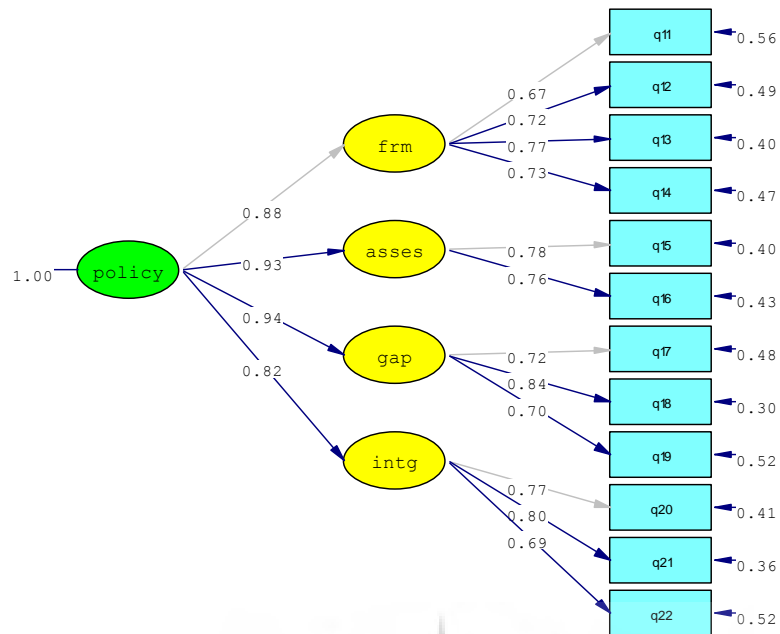 1.00
policy
0.88
0.93
0.94
0.82
frm
asses
gap
intg
0.67
0.72
0.77
0.73
0.78
0.76
0.72
0.84
0.70
0.77
0.80
0.69
q11
0.56
q12
0.49
q13
0.40
q14
0.47
q15
0.40
q16
0.43
q17
0.48
q18
0.30
q19
0.52
q20
0.41
q21
0.36
q22
0.52